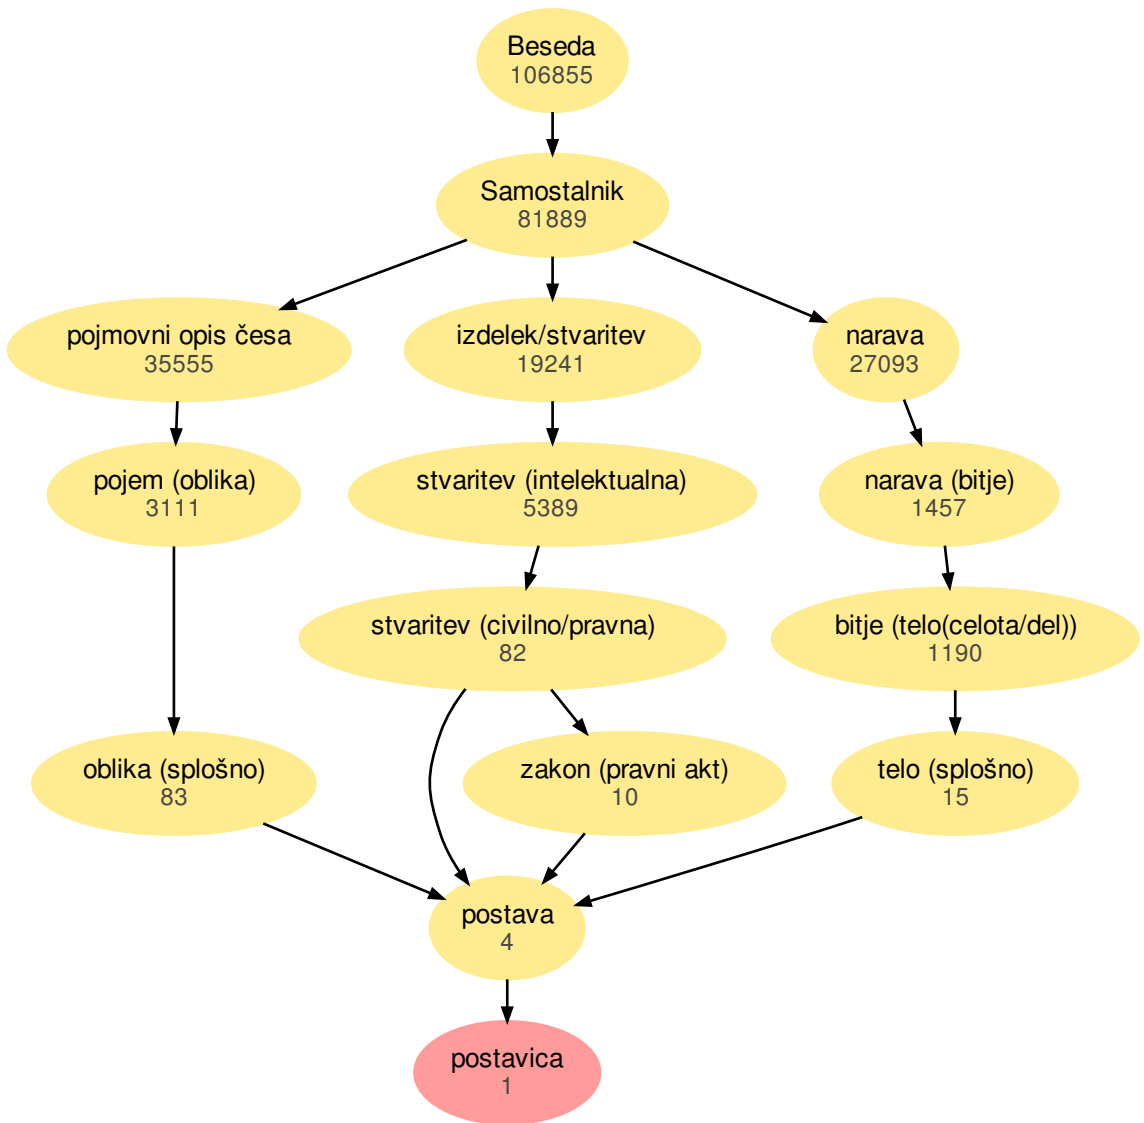 Beseda
106855
Samostalnik
81889
pojmovni opis česa
35555
izdelek/stvaritev
19241
narava
27093
pojem (oblika)
3111
stvaritev (intelektualna)
5389
narava (bitje)
1457
stvaritev (civilno/pravna)
82
bitje (telo(celota/del))
1190
oblika (splošno)
83
zakon (pravni akt)
10
telo (splošno)
15
postava
4
postavica
1